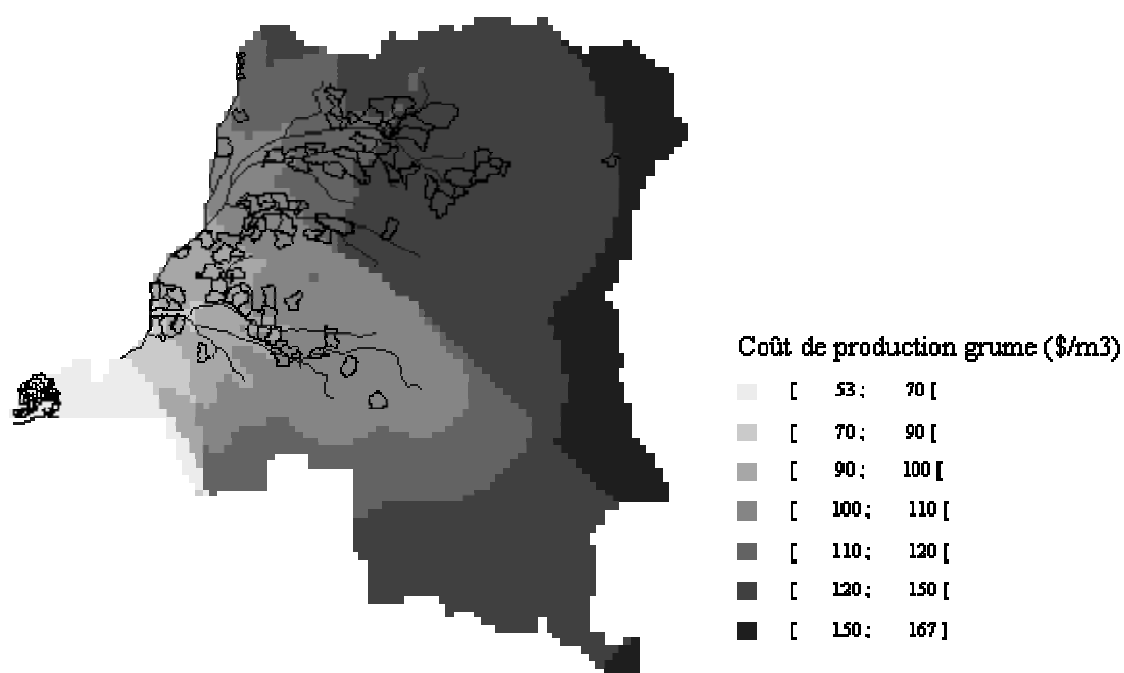 Coût de production grume ($/m3)
[ 53 ; 70 [
[ 70 ; 90 [
[ 90 ; 100 [
[ 100 ; 110 [
[ 110 ; 120 [
[ 120 ; 150 [
[ 150 ; 167 ]